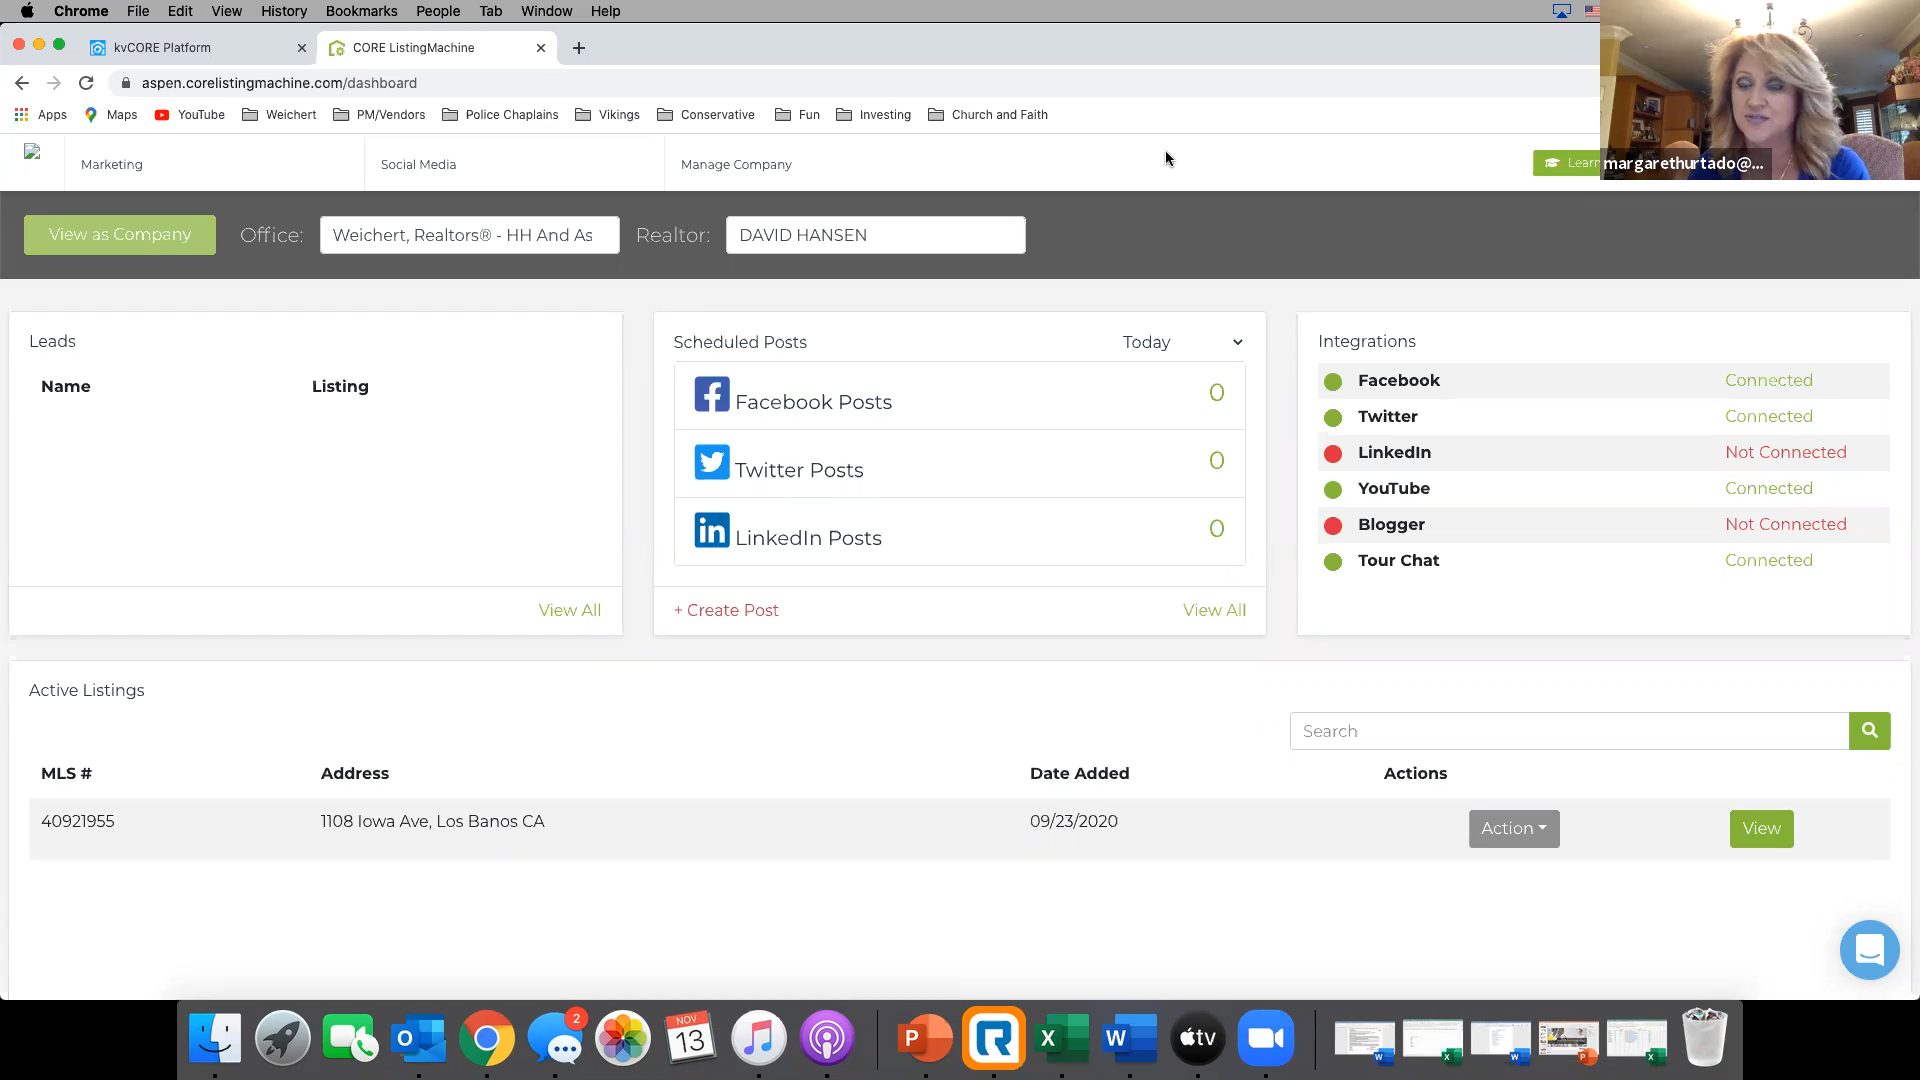 Chrome File Edit View History Bookmarks People Tab Window Help
kvCORE Platform
CORE ListingMachine
aspen.corelistingmachine.com/dashboard
Apps Maps YouTube Weichert PM/Vendors Police Chaplains Vikings Conservative Fun Investing Church and Faith
Marketing Social Media Manage Company Learn
margarethurtado@...
View as Company Office: Weichert, Realtors® - HH And As Realtor: DAVID HANSEN
Leads
Name Listing
View All
Scheduled Posts Today
Facebook Posts 0
Twitter Posts 0
LinkedIn Posts 0
+ Create Post View All
Integrations
Facebook Connected
Twitter Connected
LinkedIn Not Connected
YouTube Connected
Blogger Not Connected
Tour Chat Connected
Active Listings
Search
MLS # Address Date Added Actions
40921955 1108 Iowa Ave, Los Banos CA 09/23/2020 Action View
2
NOV
13
tv